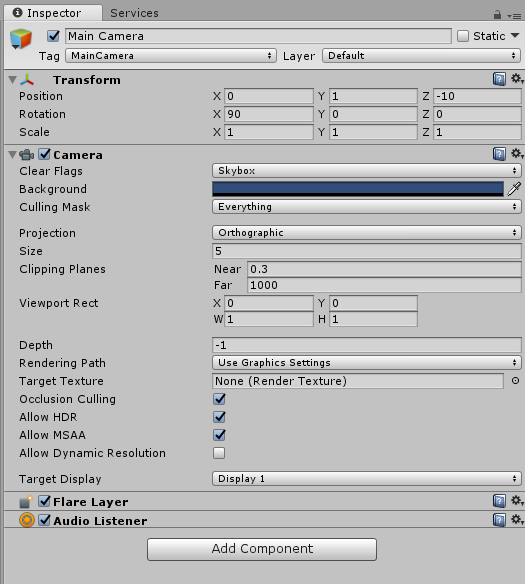 Inspector Services
Main Camera Static
Tag MainCamera Layer Default
Transform
Position X 0 Y 1 Z -10
Rotation X 90 Y 0 Z 0
Scale X 1 Y 1 Z 1
Camera
Clear Flags Skybox
Background
Culling Mask Everything
Projection Orthographic
Size 5
Clipping Planes Near 0.3
Far 1000
Viewport Rect X 0 Y 0
W 1 H 1
Depth -1
Rendering Path Use Graphics Settings
Target Texture None (Render Texture)
Occlusion Culling
Allow HDR
Allow MSAA
Allow Dynamic Resolution
Target Display Display 1
Flare Layer
Audio Listener
Add Component